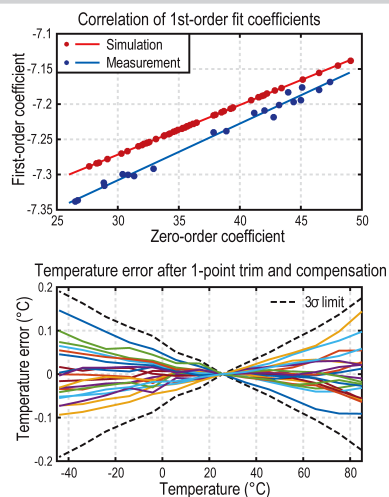 Correlation of 1st-order fit coefficients
-7.1
-7.15
-7.2
-7.25
-7.3
-7.35
First-order coefficient
Simulation
Measurement
25 30 35 40 45 50
Zero-order coefficient
Temperature error after 1-point trim and compensation
0.2
0.1
0
-0.1
-0.2
Temperature error (°C)
3σ limit
-40 -20 0 20 40 60 80
Temperature (°C)